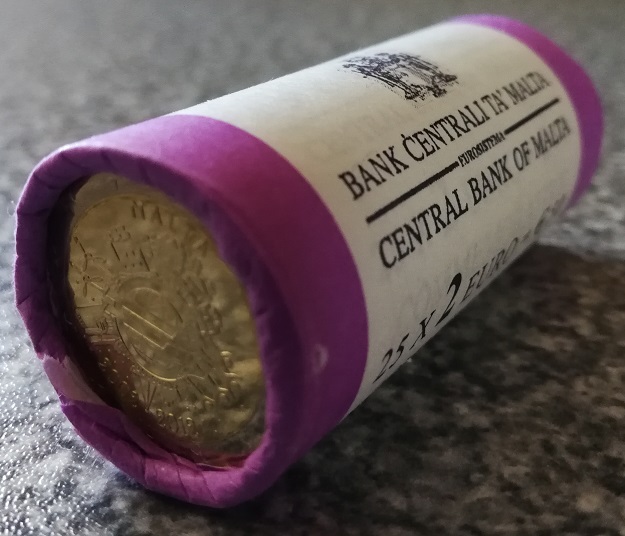 BANK ĊENTRALI TA' MALTA
EUROSISTEMA
CENTRAL BANK OF MALTA
25 X 2 EURO =
MALTA